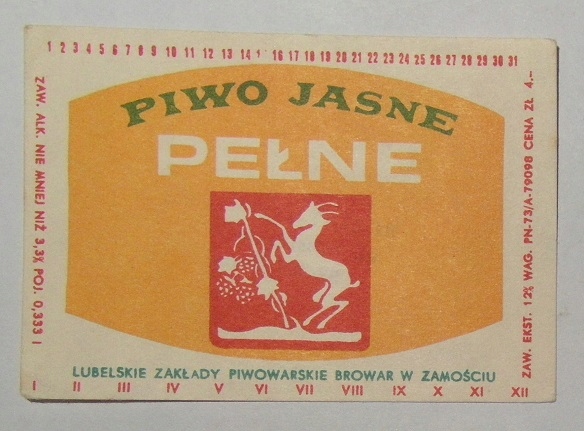 1 2 3 4 5 6 7 8 9 10 11 12 13 14 16 17 18 19 20 21 22 23 24 25 26 27 28 29 30 31
PIWO JASNE
PEŁNE
ZAW. ALK. NIE MNIEJ NIŻ 3,3% POJ. 0,333 l
ZAW. EKST. 12% WAG. PN-73/A-79098 CENA ZŁ 4.-
LUBELSKIE ZAKŁADY PIWOWARSKIE BROWAR W ZAMOŚCIU
I II III IV V VI VII VIII IX X XI XII